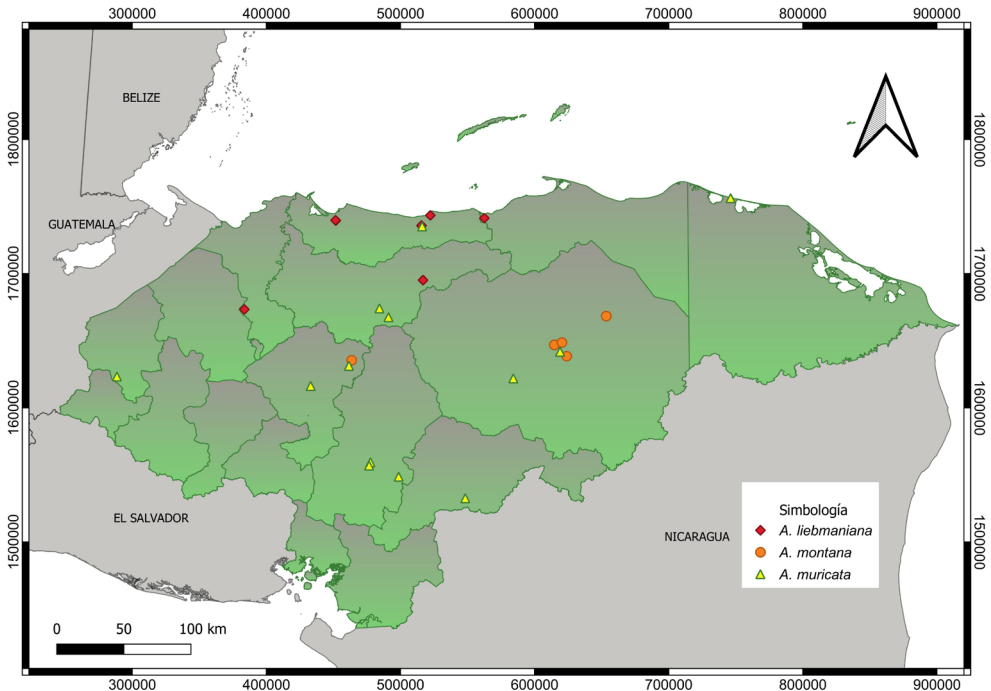 300000 400000 500000 600000 700000 800000 900000
BELIZE
1800000
1800000
GUATEMALA
1700000
1700000
1600000
1600000
EL SALVADOR
NICARAGUA
1500000
1500000
Simbología
A. liebmaniana
A. montana
A. muricata
0 50 100 km
300000 400000 500000 600000 700000 800000 900000